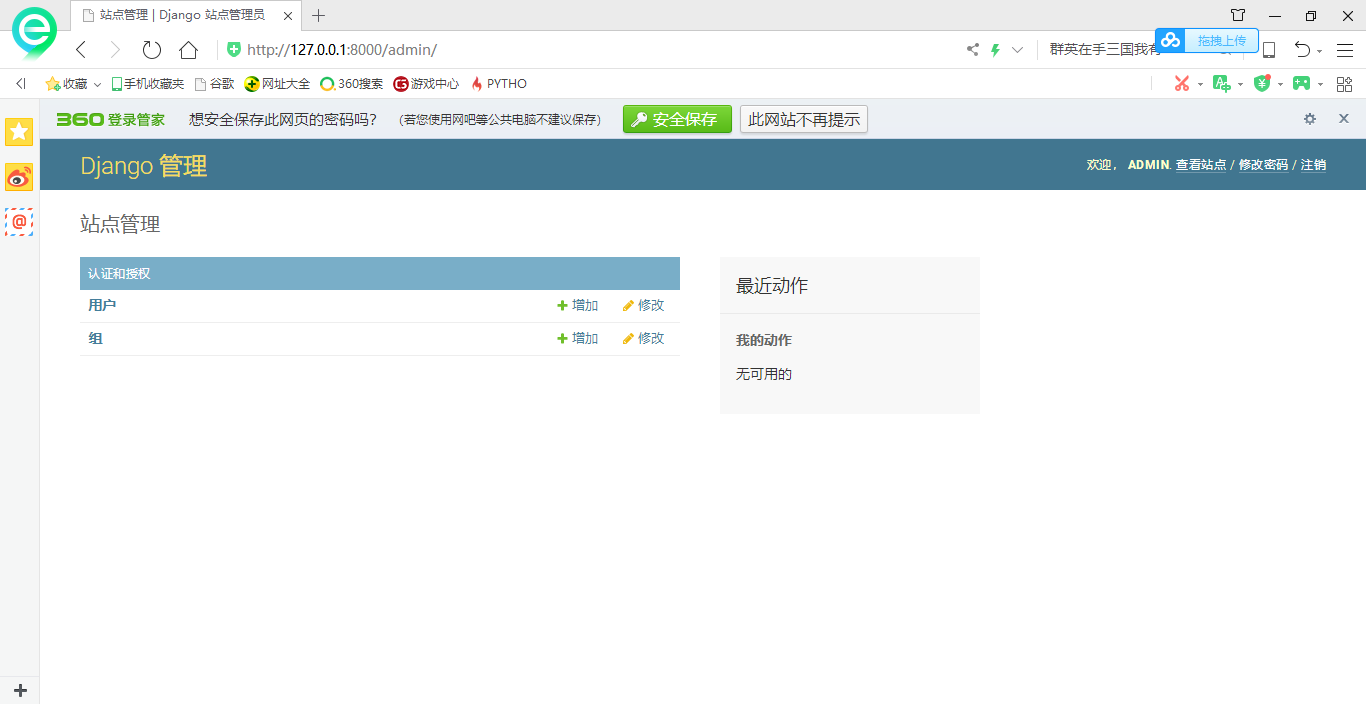 站点管理 | Django 站点管理员
http://127.0.0.1:8000/admin/
群英在手三国我有
拖拽上传
收藏 手机收藏夹 谷歌 网址大全 360搜索 游戏中心 PYTHO
360 登录管家 想安全保存此网页的密码吗? (若您使用网吧等公共电脑不建议保存) 安全保存 此网站不再提示
Django 管理
欢迎, ADMIN. 查看站点 / 修改密码 / 注销
站点管理
认证和授权
用户 增加 修改
组 增加 修改
最近动作
我的动作
无可用的